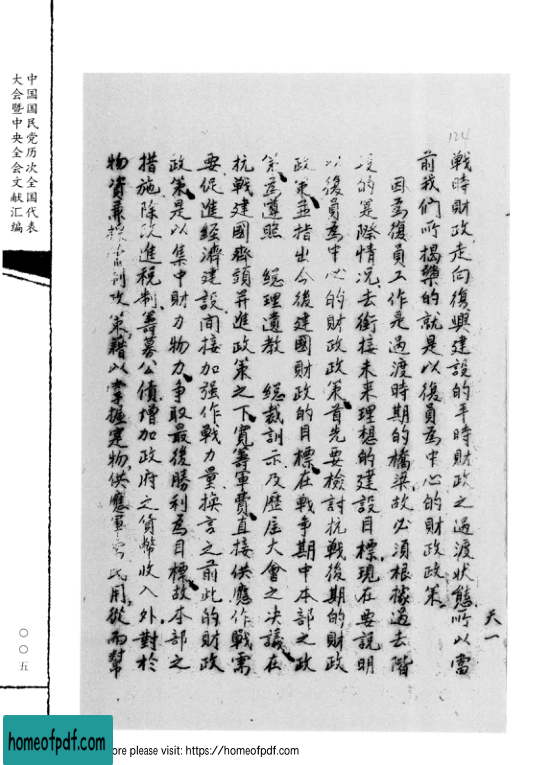 中国国民党历次全国代表
大会暨中央全会文献汇编
〇〇五
124
戰時財政走向復興建設的平時財政之過渡狀態所以當
前我們所揭櫫的就是以復員為中心的財政政策
因為復員工作是過渡時期的橋梁故必須根據過去階
段的實際情況去銜接未來理想的建設目標現在要說明
以復員為中心的財政政策首先要檢討抗戰後期的財政
政策並指出今後建國財政的目標在戰爭期中本部之政
策為遵照 總理遺教 總裁訓示及歷屆大會之決議在
抗戰建國齊頭並進政策之下寬籌軍費直接供應作戰需
要促進經濟建設間接加强作戰力量換言之前此的財政
政策是以集中財力物力爭取最後勝利為目標故本部之
措施除改進稅制籌募公債增加政府之貨幣收入外對於
物資兼採 政策藉以掌握實物供應軍 民用從而幫
天一
homeofpdf.com
ore please visit: https://homeofpdf.com